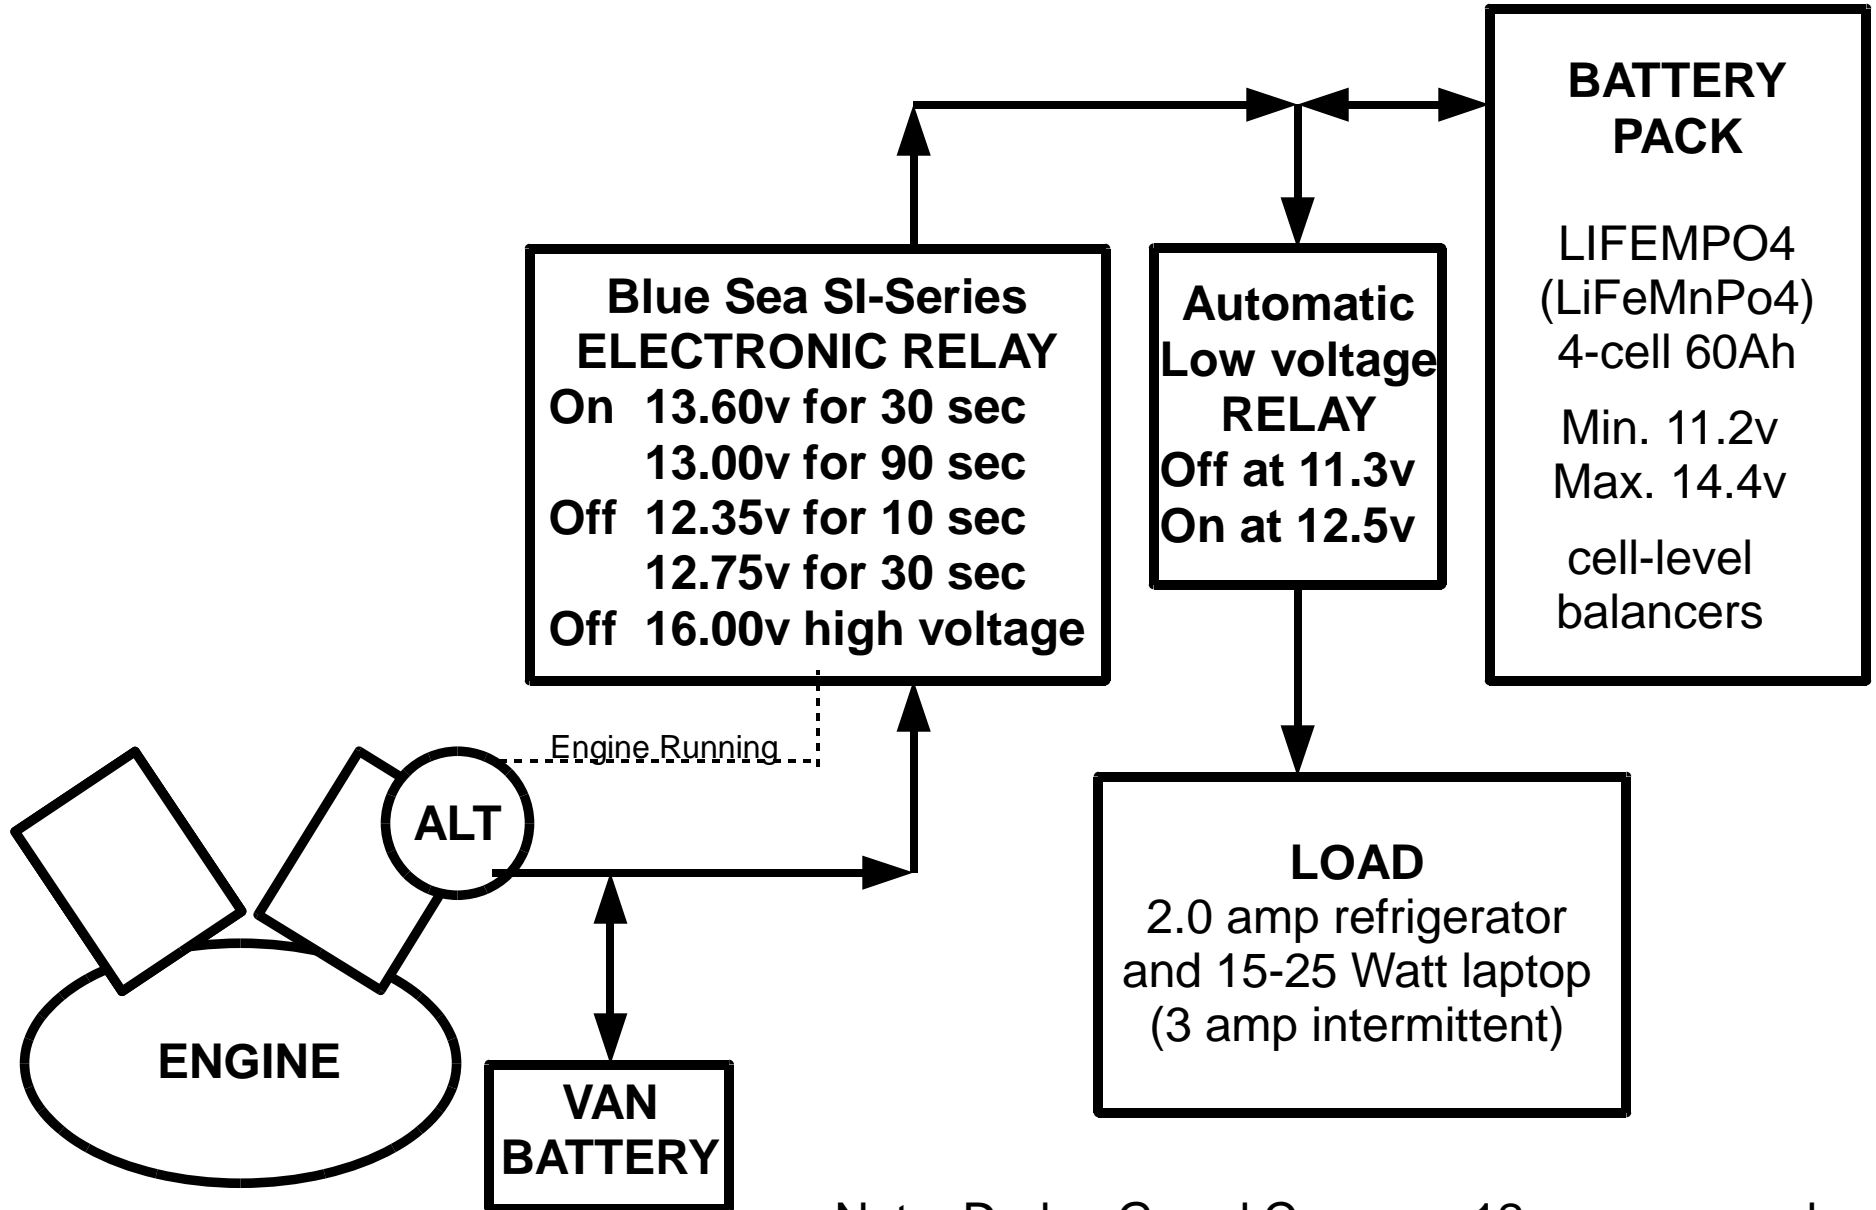 BATTERY
PACK
LIFEMPO4
(LiFeMnPo4)
4-cell 60Ah
Min. 11.2v
Max. 14.4v
cell-level
balancers
Blue Sea SI-Series
ELECTRONIC RELAY
On 13.60v for 30 sec
13.00v for 90 sec
Off 12.35v for 10 sec
12.75v for 30 sec
Off 16.00v high voltage
Automatic
Low voltage
RELAY
Off at 11.3v
On at 12.5v
Engine Running
ALT
LOAD
2.0 amp refrigerator
and 15-25 Watt laptop
(3 amp intermittent)
ENGINE
VAN
BATTERY